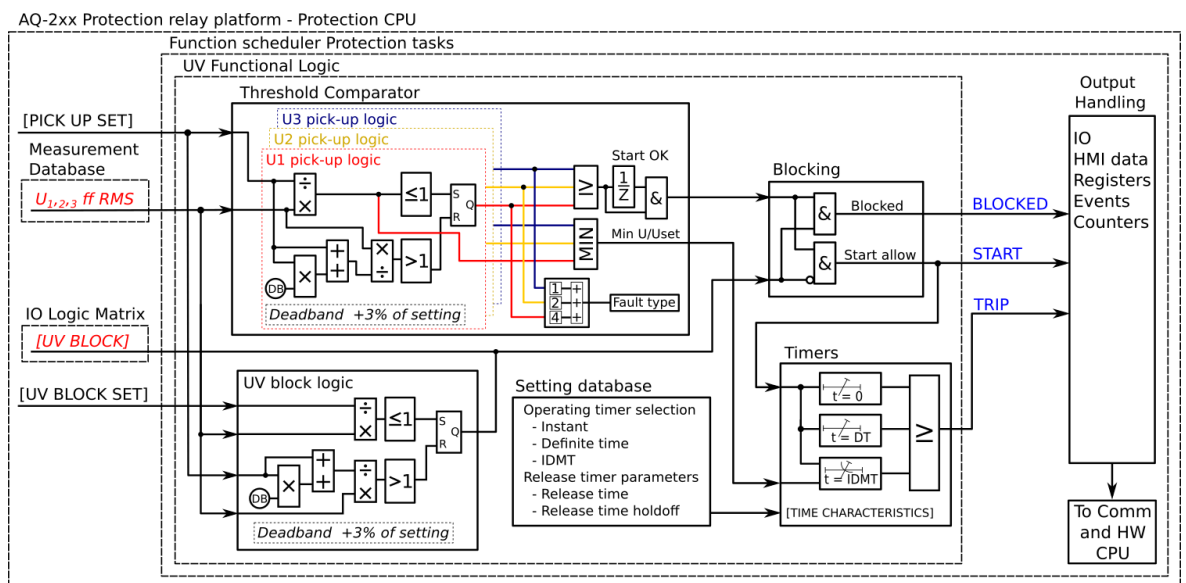 AQ-2xx Protection relay platform - Protection CPU
Function scheduler Protection tasks
UV Functional Logic
Threshold Comparator
[PICK UP SET]
Measurement
Database
U₁,₂,₃ ff RMS
IO Logic Matrix
[UV BLOCK]
[UV BLOCK SET]
U3 pick-up logic
U2 pick-up logic
U1 pick-up logic
÷
×
≤1
S
R
Q
DB
×
+
+
×
÷
>1
Deadband +3% of setting
≥
1
Z
Start OK
&
MIN
Min U/Uset
1
+
2
+
4
+
Fault type
Blocking
&
Blocked
&
Start allow
BLOCKED
START
TRIP
Output
Handling
IO
HMI data
Registers
Events
Counters
To Comm
and HW
CPU
UV block logic
÷
×
≤1
S
R
Q
DB
×
+
+
÷
×
>1
Deadband +3% of setting
Setting database
Operating timer selection
- Instant
- Definite time
- IDMT
Release timer parameters
- Release time
- Release time holdoff
Timers
t = 0
t = DT
t = IDMT
≥
[TIME CHARACTERISTICS]